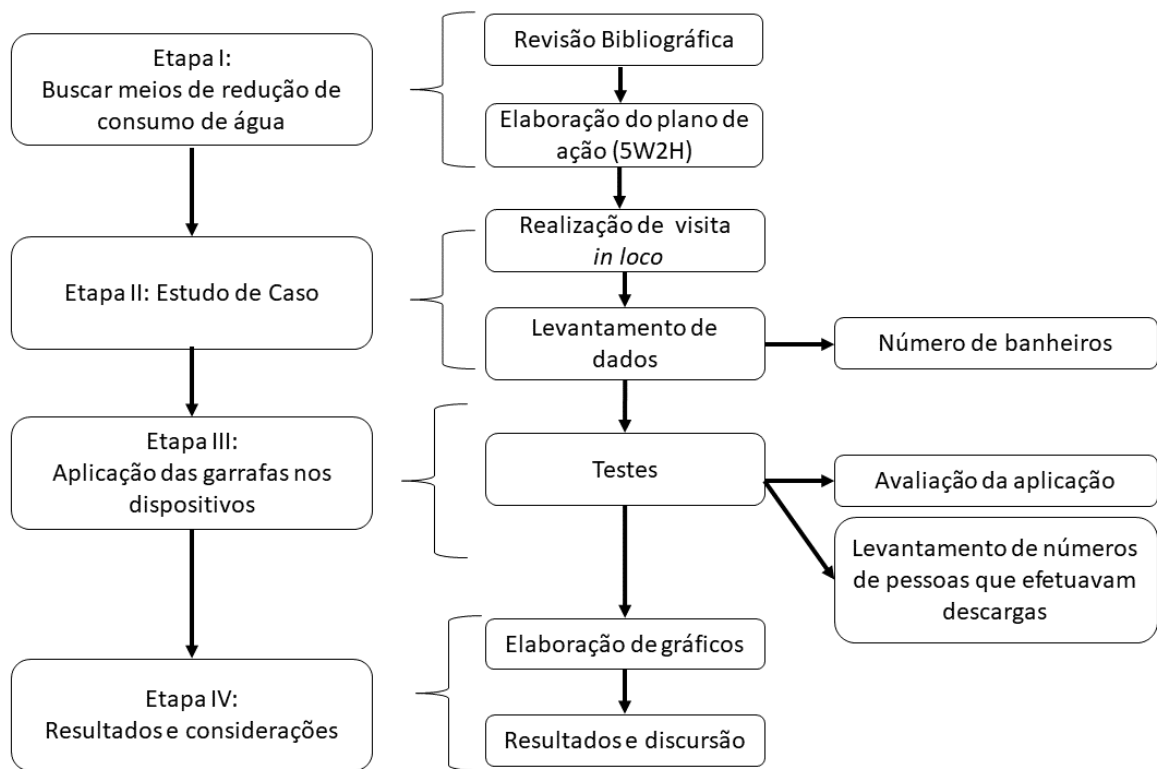 Etapa I:
Buscar meios de redução de
consumo de água
Revisão Bibliográfica
Elaboração do plano de
ação (5W2H)
Etapa II: Estudo de Caso
Realização de visita
in loco
Levantamento de
dados
Número de banheiros
Etapa III:
Aplicação das garrafas nos
dispositivos
Testes
Avaliação da aplicação
Levantamento de números
de pessoas que efetuavam
descargas
Etapa IV:
Resultados e considerações
Elaboração de gráficos
Resultados e discursão